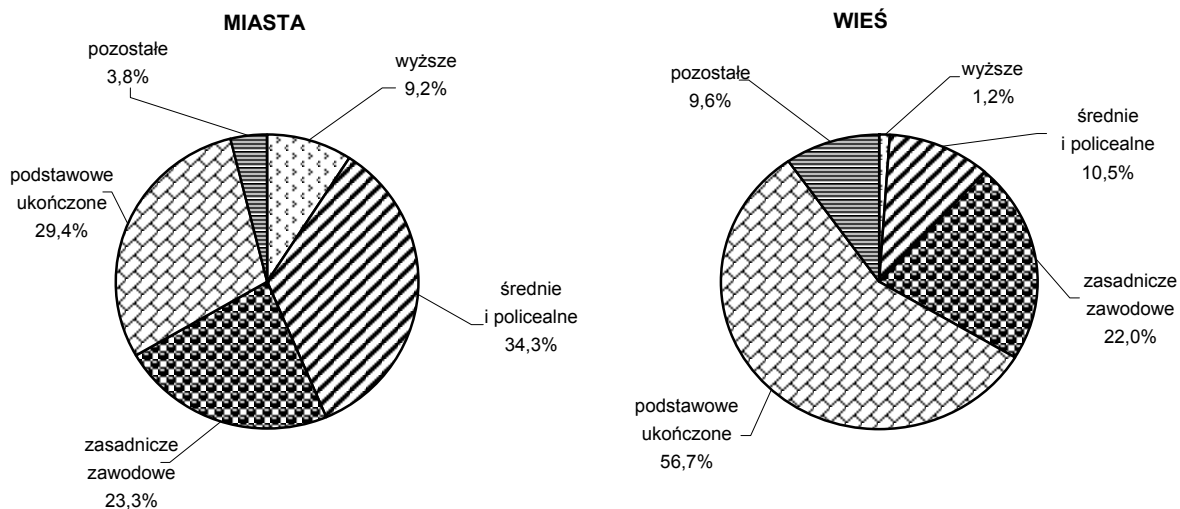 MIASTA
pozostałe
3,8%
wyższe
9,2%
podstawowe
ukończone
29,4%
średnie
i policealne
34,3%
zasadnicze
zawodowe
23,3%
WIEŚ
pozostałe
9,6%
wyższe
1,2%
średnie
i policealne
10,5%
zasadnicze
zawodowe
22,0%
podstawowe
ukończone
56,7%